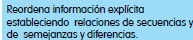 Reordena información explícita
estableciendo relaciones de secuencias y
de semejanzas y diferencias.